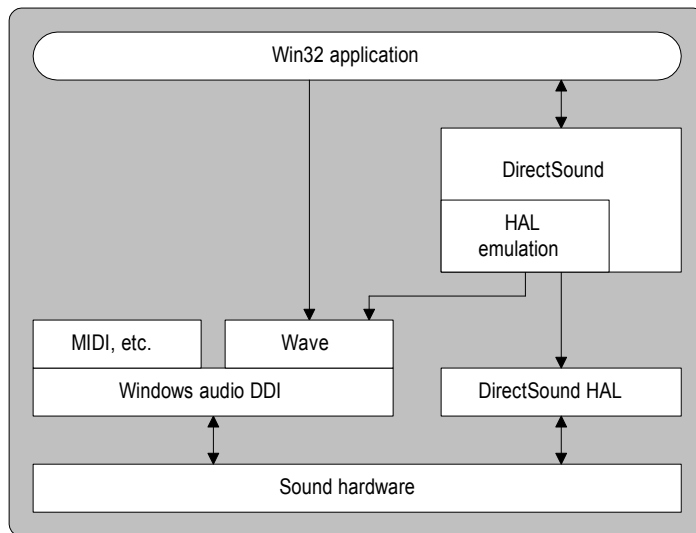 Win32 application
DirectSound
HAL
emulation
MIDI, etc.
Wave
Windows audio DDI
DirectSound HAL
Sound hardware